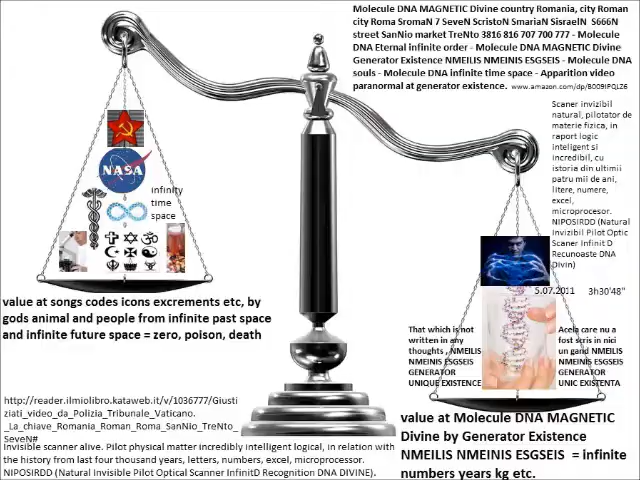 Molecule DNA MAGNETIC Divine country Romania, city Roman
city Roma SromaN 7 SeveN ScristoN SmariaN SisraelN S666N
street SanNio market TreNto 3816 816 707 700 777 - Molecule
DNA Eternal infinite order - Molecule DNA MAGNETIC Divine
Generator Existence NMEILIS NMEINIS ESGSEIS - Molecule DNA
souls - Molecule DNA infinite time space - Apparition video
paranormal at generator existence. www.amazon.com/dp/B009IPQLZ6
Scaner invizibil
natural, pilotator de
materie fizica, in
raport logic
inteligent si
incredibil, cu
istoria din ultimii
patru mii de ani,
litere, numere,
excel,
microprocesor.
NIPOSIRDD (Natural
Invizibil Pilot Optic
Scaner Infinit D
Recunoaste DNA
Divin)
NASA
infinity
time
space
5.07.2011 3h30'48"
value at songs codes icons excrements etc, by
gods animal and people from infinite past space
and infinite future space = zero, poison, death
That which is not
written in any
thoughts , NMEILIS
NMEINIS ESGSEIS
GENERATOR
UNIQUE EXISTENCE
Acela care nu a
fost scris in nici
un gand NMEILIS
NMEINIS ESGSEIS
GENERATOR
UNIC EXISTENTA
http://reader.ilmiolibro.kataweb.it/v/1036777/Giusti
ziati_video_da_Polizia_Tribunale_Vaticano.
_La_chiave_Romania_Roman_Roma_SanNio_TreNto_
SeveN#
Invisible scanner alive. Pilot physical matter incredibly intelligent logical, in relation with
the history from last four thousand years, letters, numbers, excel, microprocesser.
NIPOSIRDD (Natural Invisible Pilot Optical Scanner InfinitD Recognition DNA DIVINE).
value at Molecule DNA MAGNETIC
Divine by Generator Existence
NMEILIS NMEINIS ESGSEIS = infinite
numbers years kg etc.